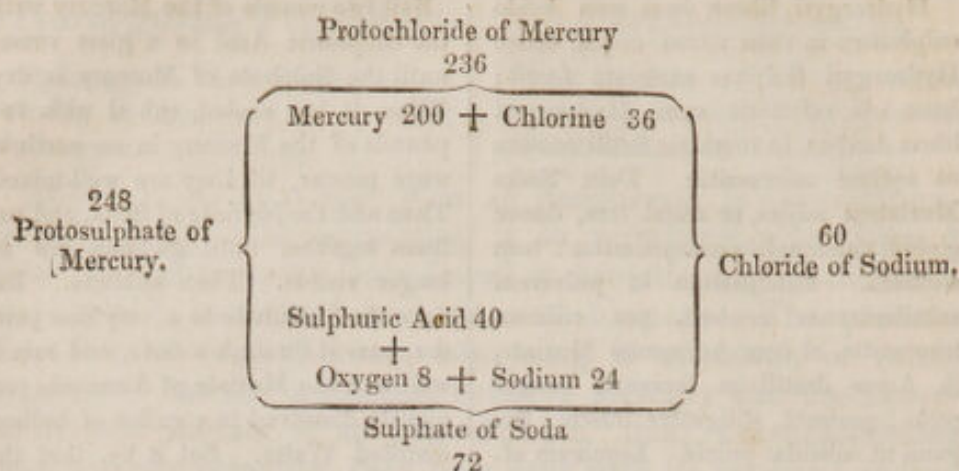 Protochloride of Mercury
236
Mercury 200 + Chlorine 36
248
Protosulphate of
Mercury.
60
Chloride of Sodium,
Sulphuric Acid 40
+
Oxygen 8 + Sodium 24
Sulphate of Soda
72